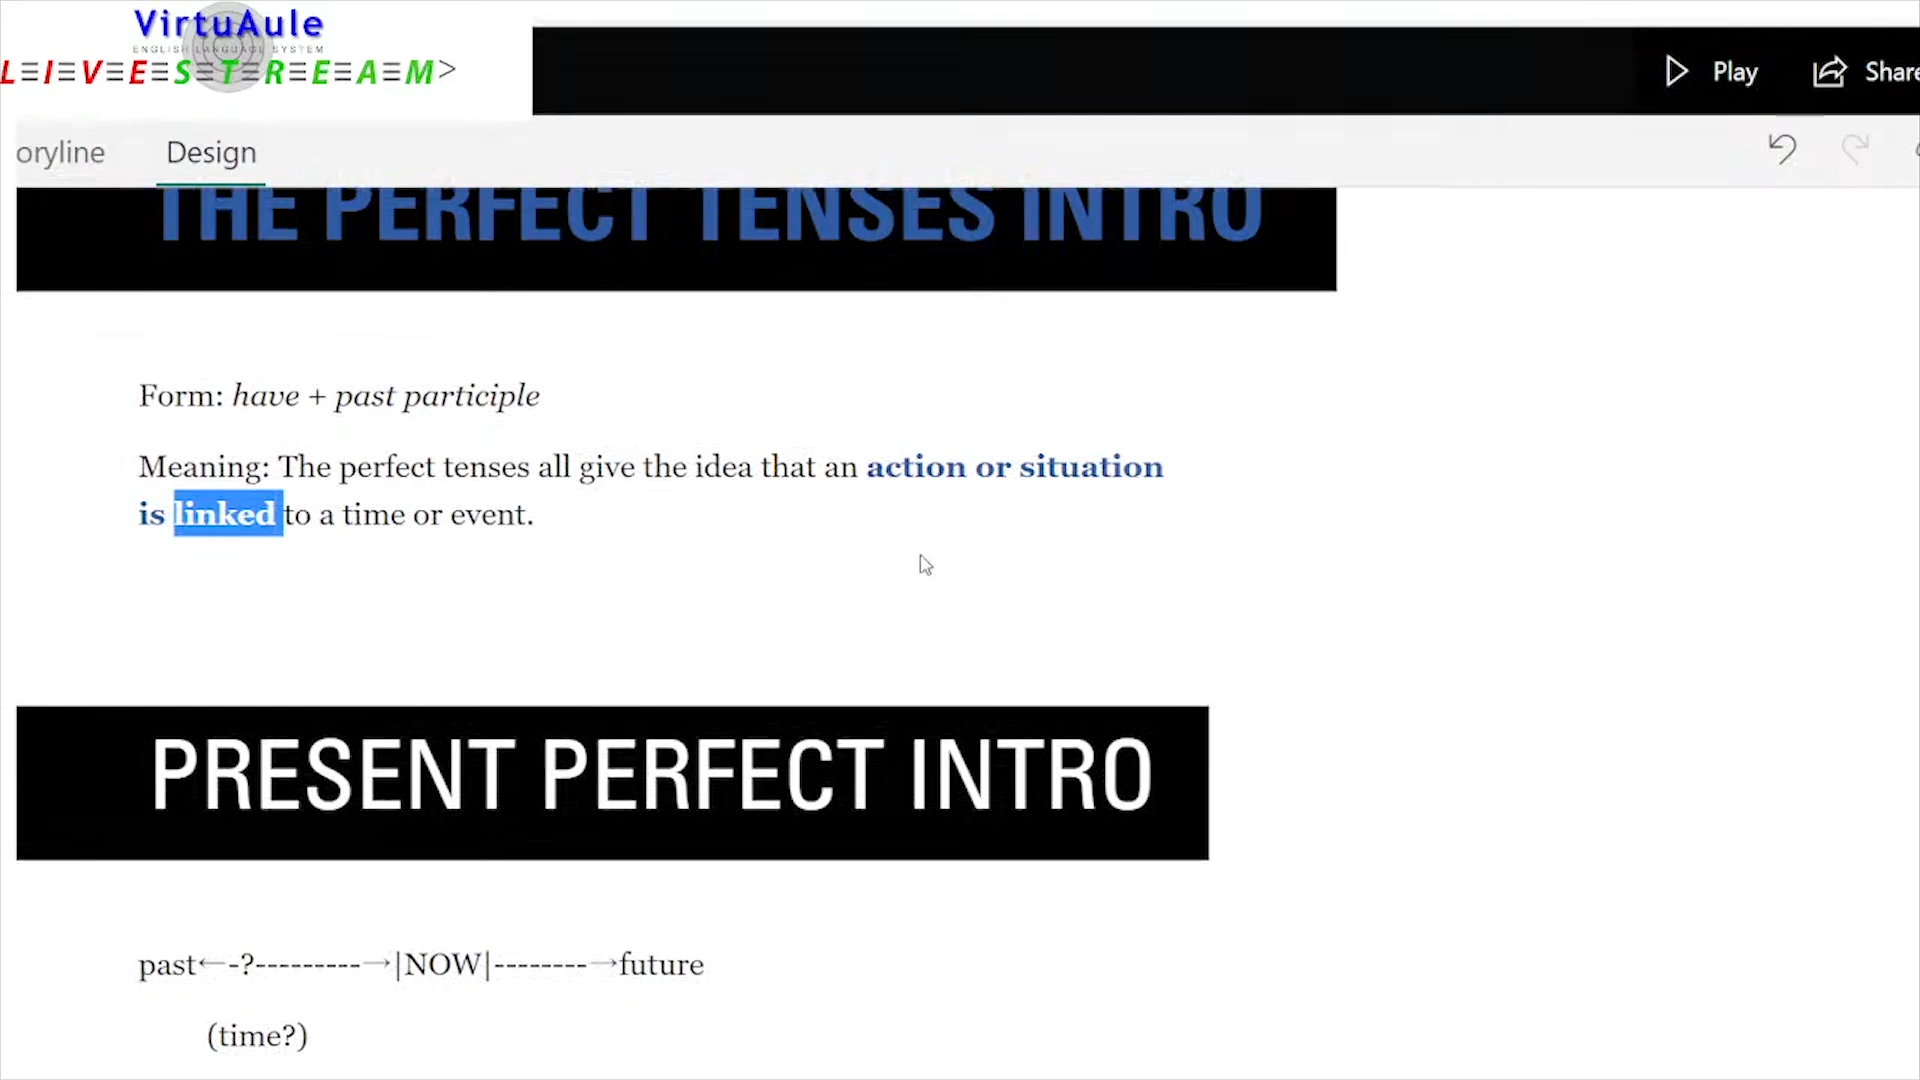 VirtuAule
ENGLISH LANGUAGE SYSTEM
L≡I≡V≡E≡S≡T≡R≡E≡A≡M>
Play Share
oryline Design
THE PERFECT TENSES INTRO
Form: have + past participle
Meaning: The perfect tenses all give the idea that an action or situation
is linked to a time or event.
PRESENT PERFECT INTRO
past←-?---------→|NOW|--------→future
(time?)